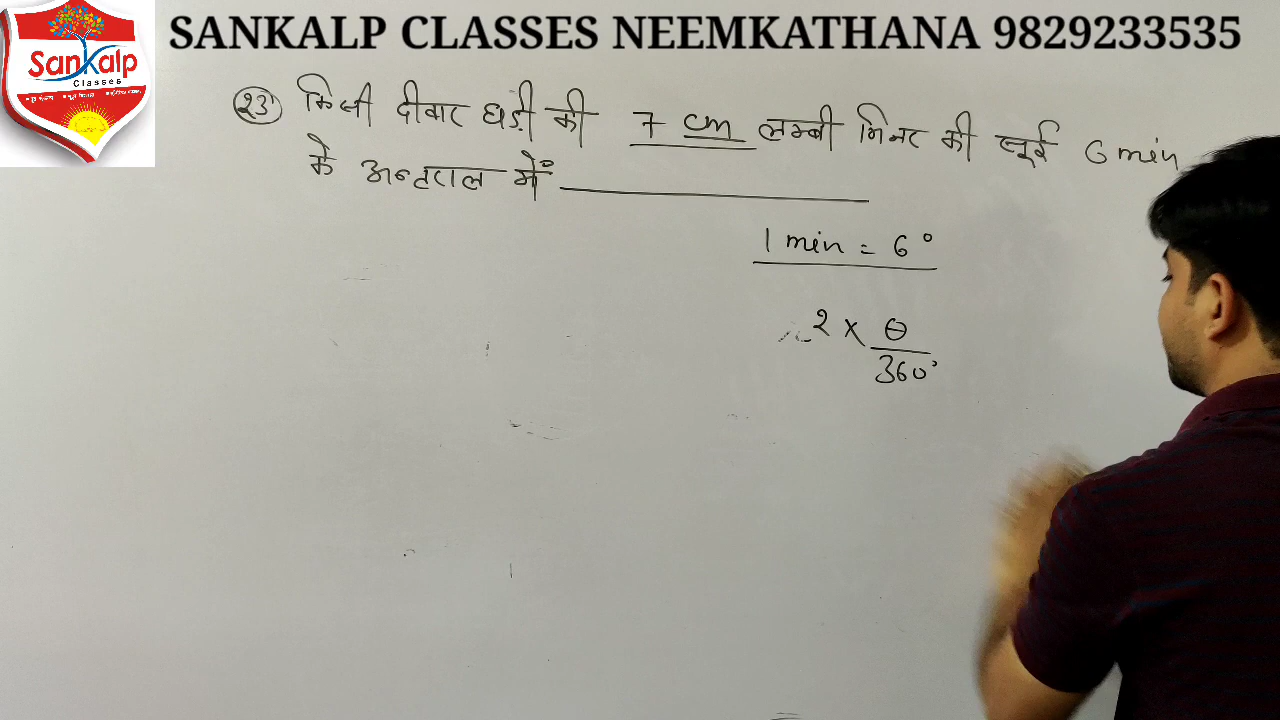 SANKALP CLASSES NEEMKATHANA 9829233535
Sankalp
Classes
23 किसी दीवार घड़ी की 7 cm लम्बी मिनट की सूई 6 min
के अन्तराल में ______
1 min = 6°
2 × θ
360°